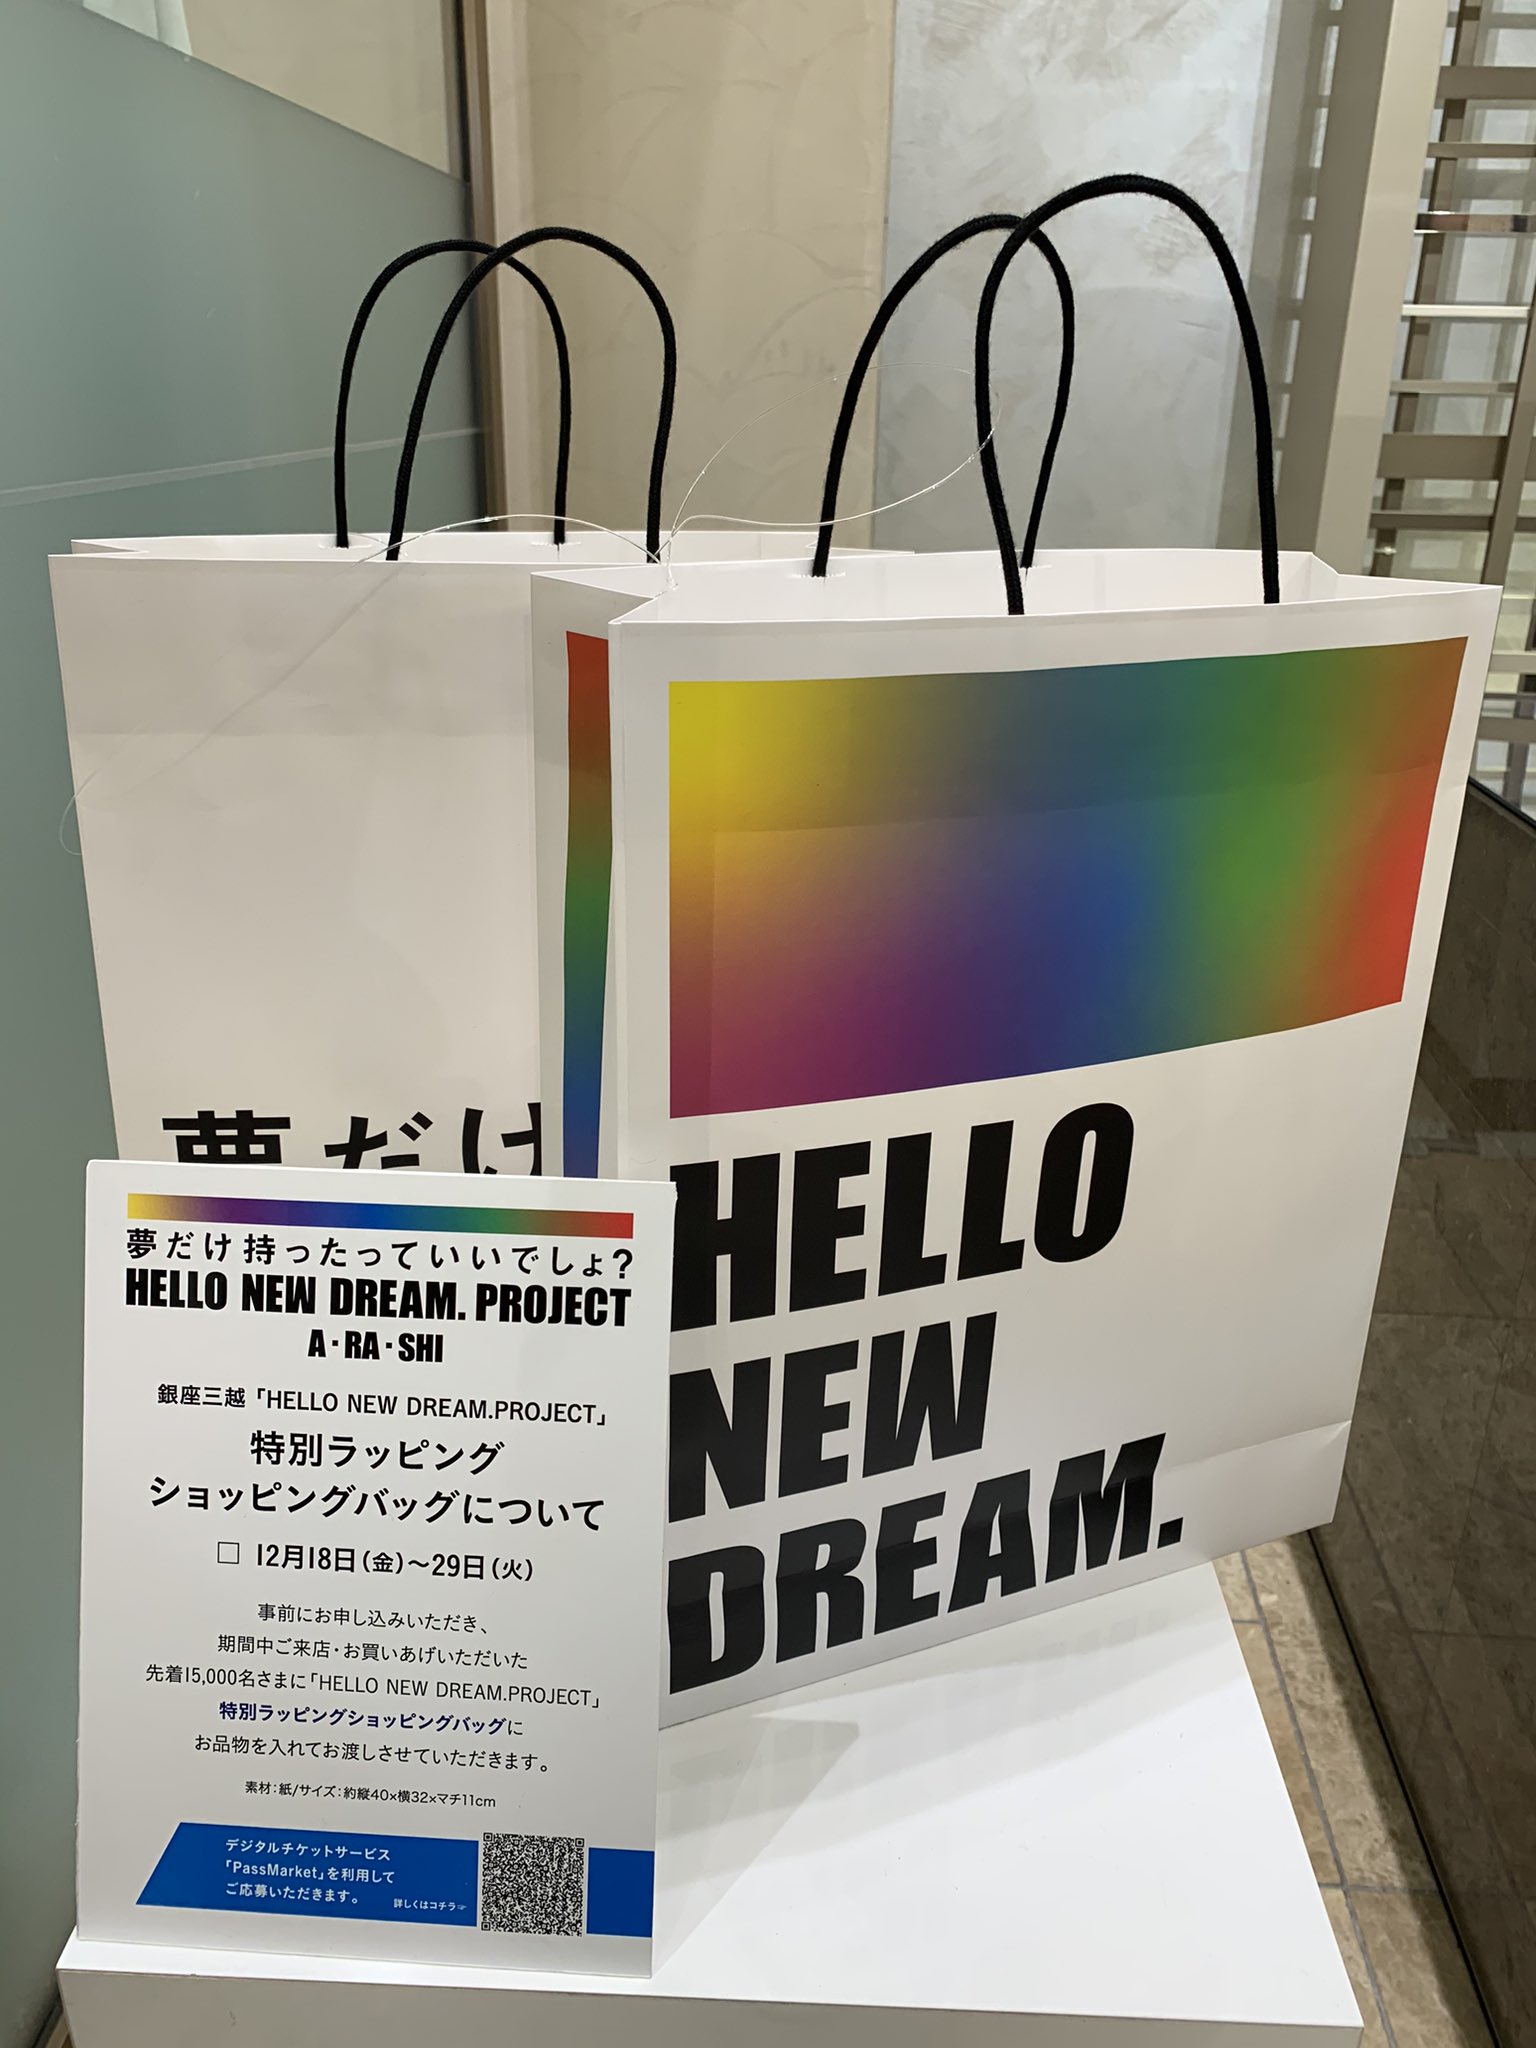 夢だけ
HELLO
NEW
DREAM.
夢だけ持ったっていいでしょ?
HELLO NEW DREAM. PROJECT
A・RA・SHI
銀座三越「HELLO NEW DREAM.PROJECT」
特別ラッピング
ショッピングバッグについて
□ 12月18日(金)〜29日(火)
事前にお申し込みいただき、
期間中ご来店・お買いあげいただいた
先着15,000名さまに「HELLO NEW DREAM.PROJECT」
特別ラッピングショッピングバッグに
お品物を入れてお渡しさせていただきます。
素材:紙/サイズ:約縦40×横32×マチ11cm
デジタルチケットサービス
「PassMarket」を利用して
ご応募いただきます。
詳しくはコチラ☞